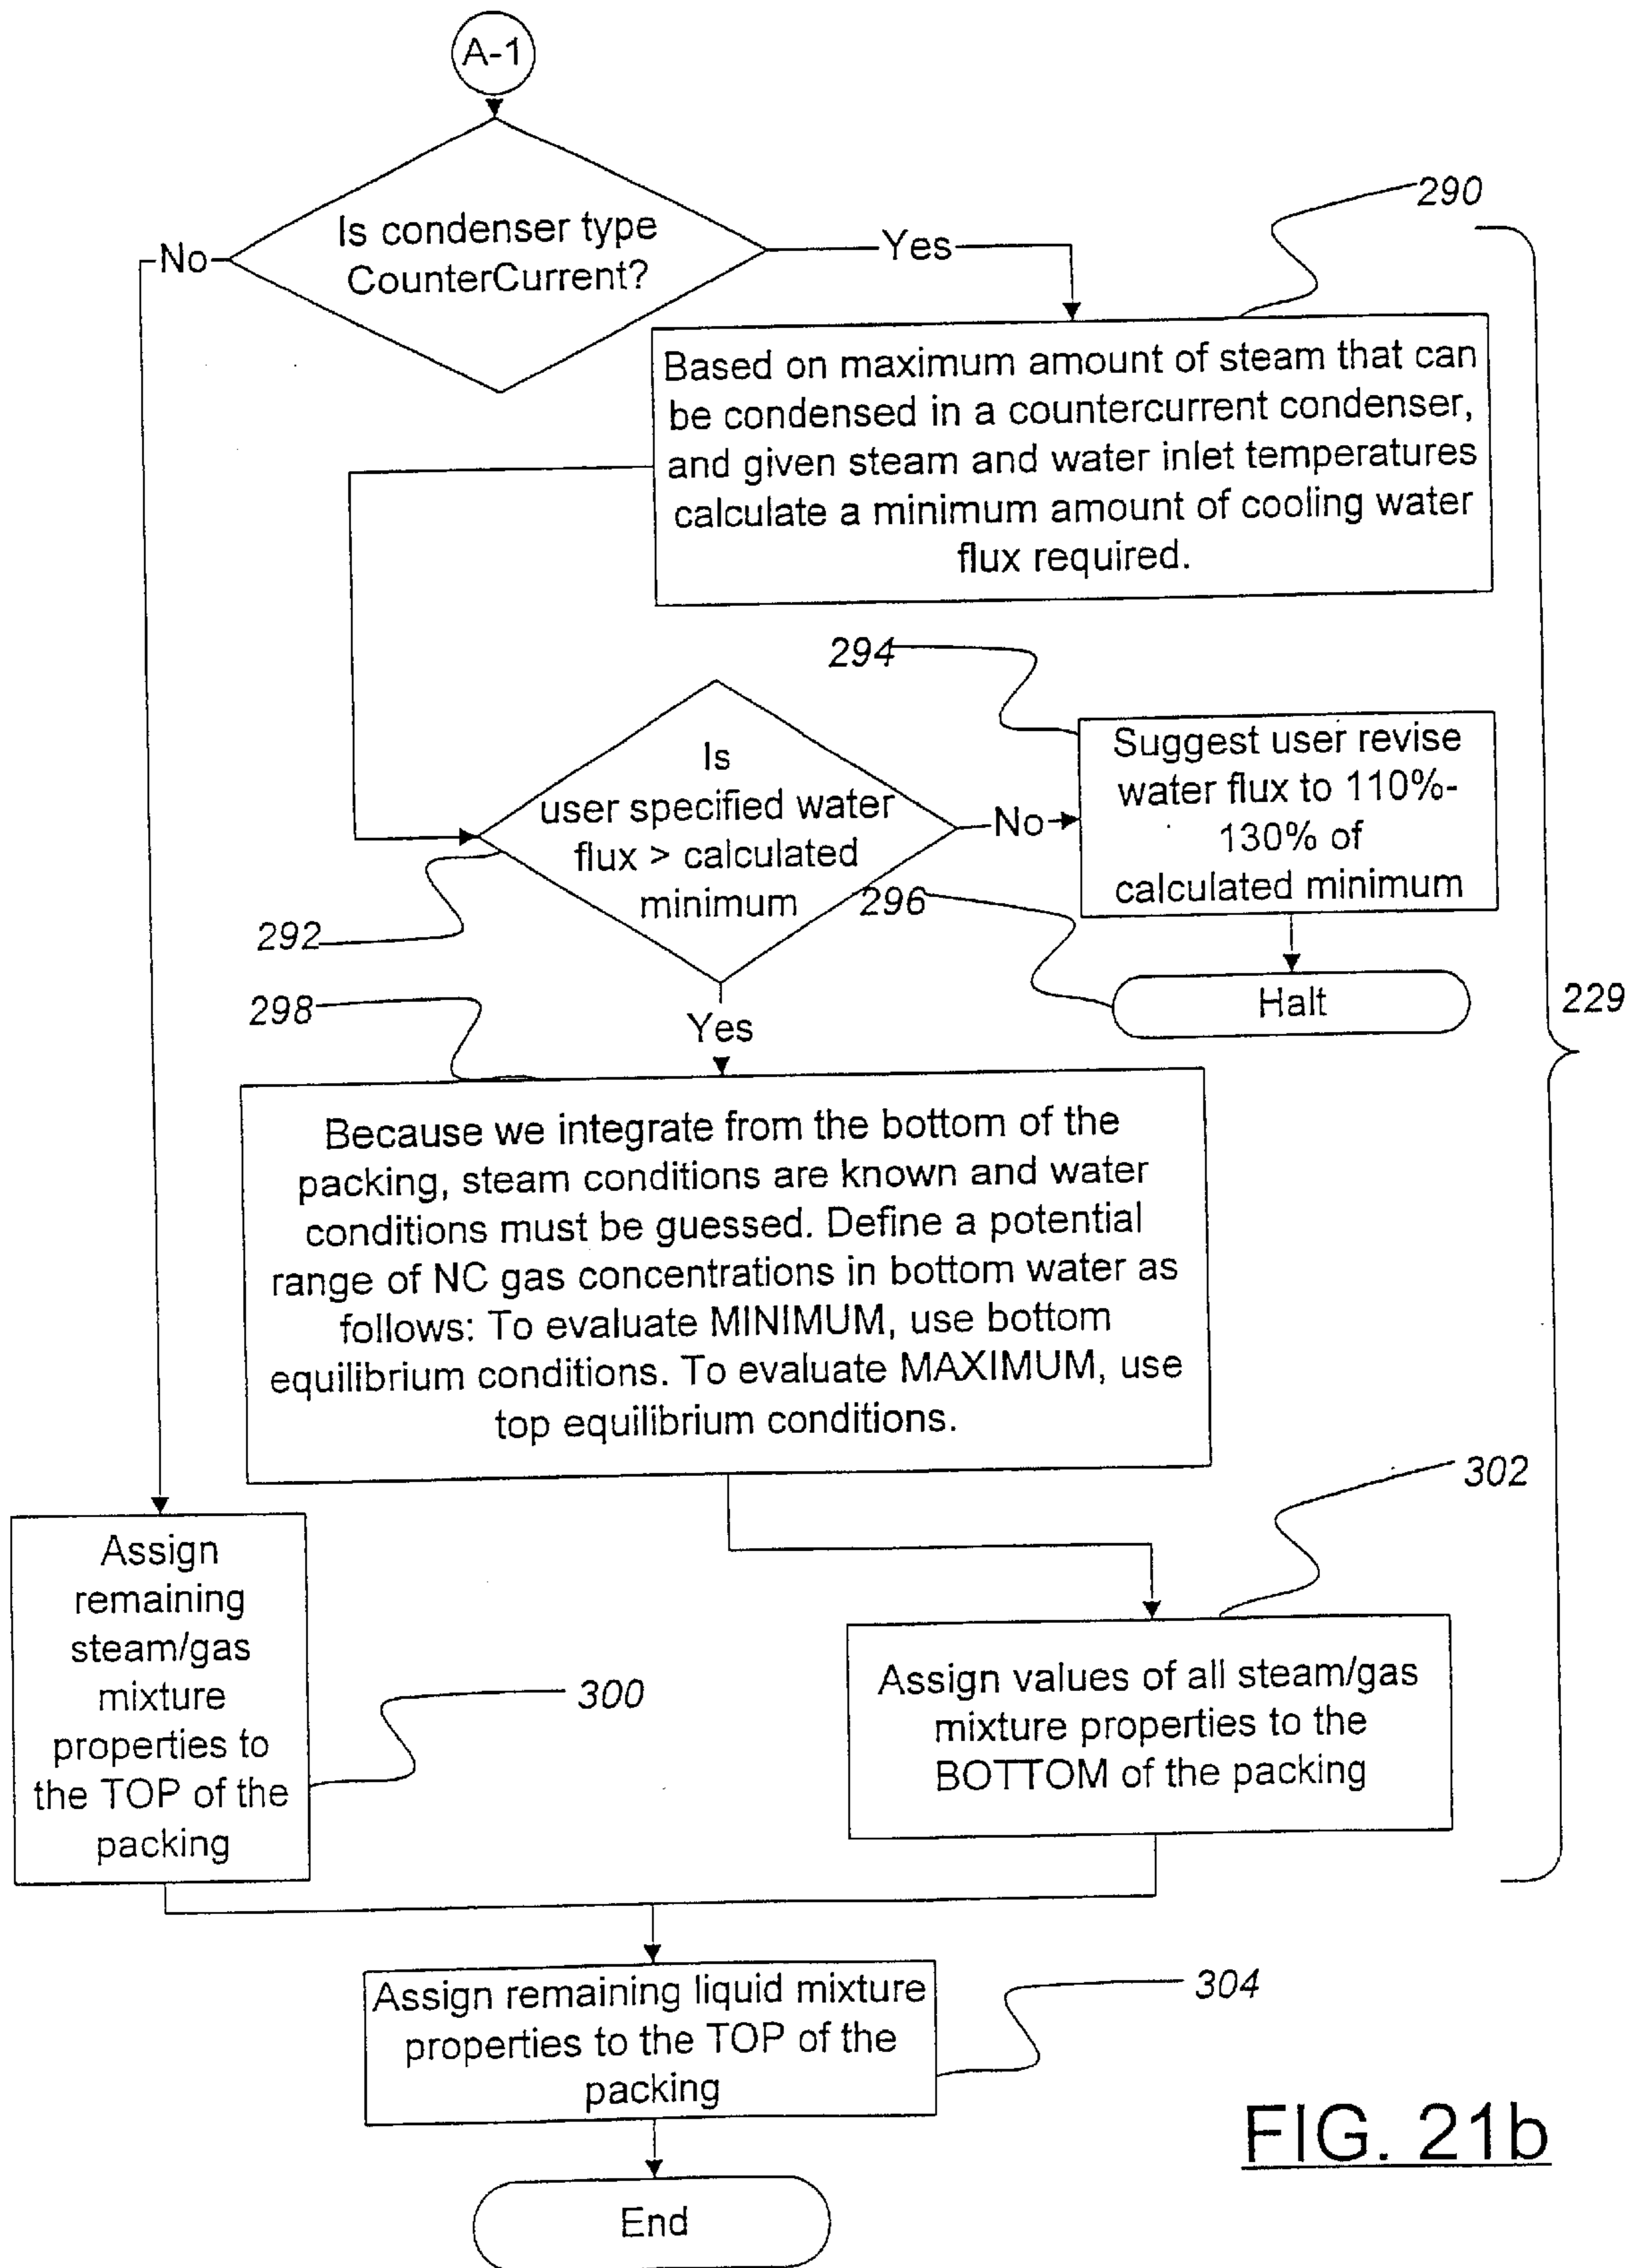 A-1
Is condenser type
CounterCurrent?
No
Yes
290
Based on maximum amount of steam that can
be condensed in a countercurrent condenser,
and given steam and water inlet temperatures
calculate a minimum amount of cooling water
flux required.
294
Is
user specified water
flux > calculated
minimum
No
Suggest user revise
water flux to 110%-
130% of
calculated minimum
292
296
Halt
229
298
Yes
Because we integrate from the bottom of the
packing, steam conditions are known and water
conditions must be guessed. Define a potential
range of NC gas concentrations in bottom water as
follows: To evaluate MINIMUM, use bottom
equilibrium conditions. To evaluate MAXIMUM, use
top equilibrium conditions.
302
Assign
remaining
steam/gas
mixture
properties to
the TOP of the
packing
300
Assign values of all steam/gas
mixture properties to the
BOTTOM of the packing
Assign remaining liquid mixture
properties to the TOP of the
packing
304
End
FIG. 21b